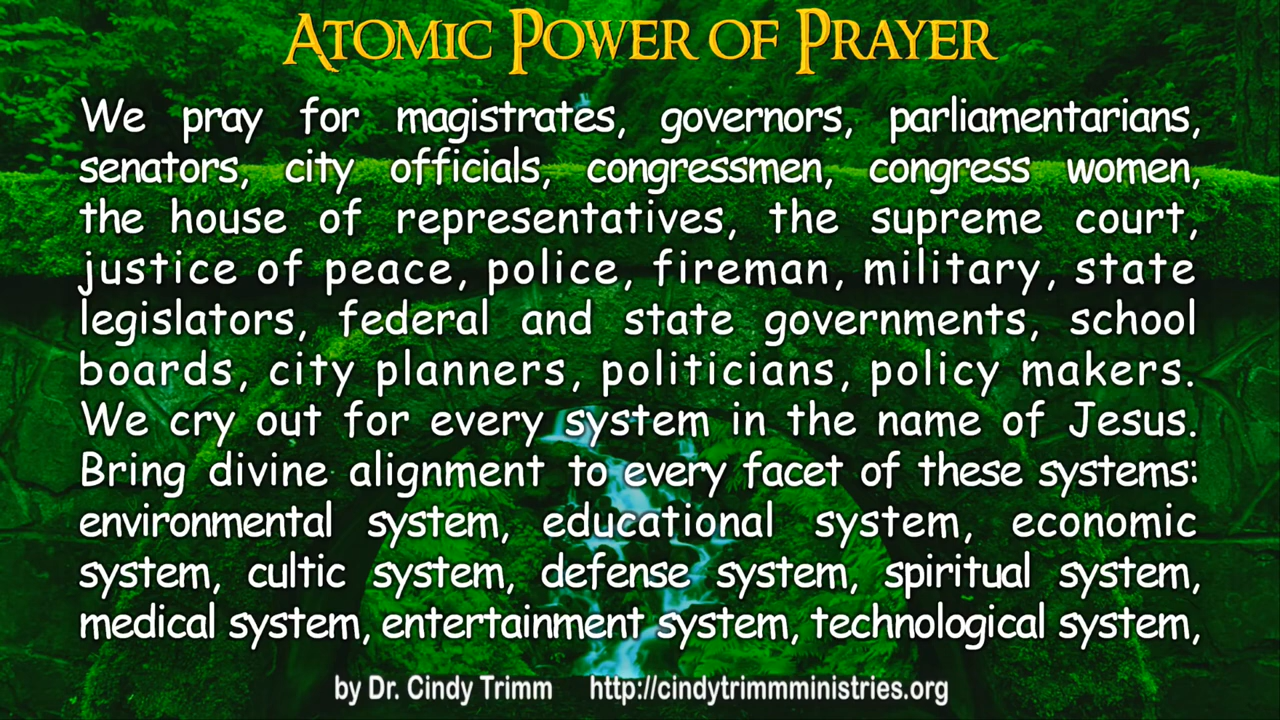 ATOMIC POWER OF PRAYER
We pray for magistrates, governors, parliamentarians,
senators, city officials, congressmen, congress women,
the house of representatives, the supreme court,
justice of peace, police, fireman, military, state
legislators, federal and state governments, school
boards, city planners, politicians, policy makers.
We cry out for every system in the name of Jesus.
Bring divine alignment to every facet of these systems:
environmental system, educational system, economic
system, cultic system, defense system, spiritual system,
medical system, entertainment system, technological system,
by Dr. Cindy Trimm http://cindytrimmministries.org